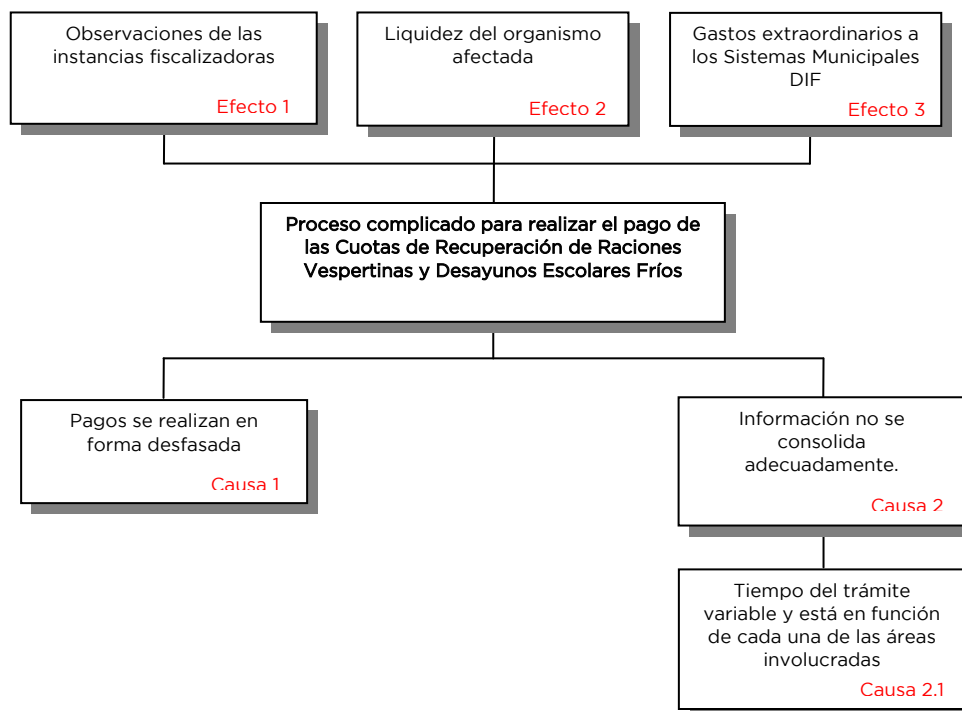 Observaciones de las
instancias fiscalizadoras
Efecto 1
Liquidez del organismo
afectada
Efecto 2
Gastos extraordinarios a
los Sistemas Municipales
DIF
Efecto 3
Proceso complicado para realizar el pago de
las Cuotas de Recuperación de Raciones
Vespertinas y Desayunos Escolares Fríos
Pagos se realizan en
forma desfasada
Causa 1
Información no se
consolida
adecuadamente.
Causa 2
Tiempo del trámite
variable y está en función
de cada una de las áreas
involucradas
Causa 2.1